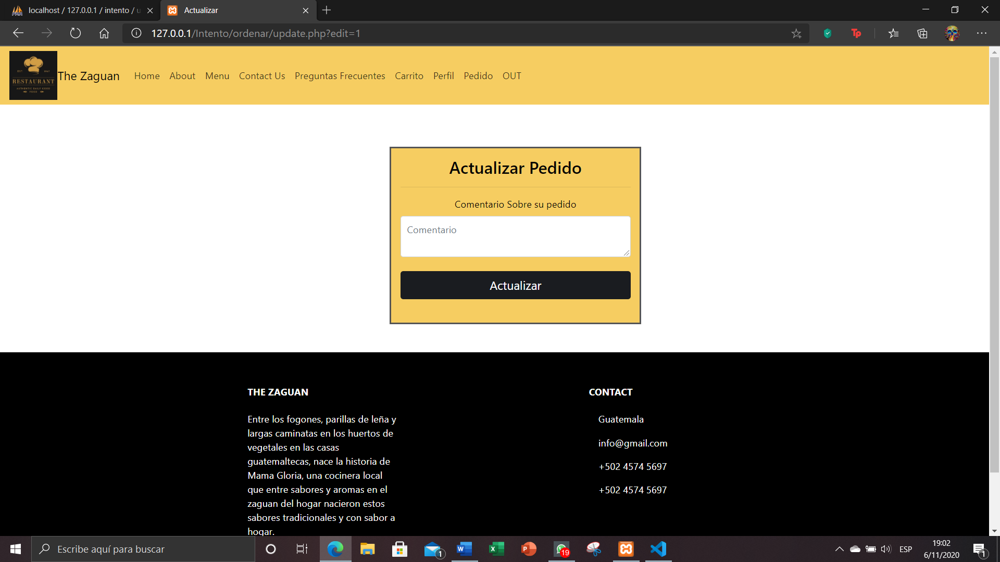 localhost / 127.0.0.1 / intento / u
Actualizar
127.0.0.1/Intento/ordenar/update.php?edit=1
Tp
RESTAURANT
The Zaguan
Home
About
Menu
Contact Us
Preguntas Frecuentes
Carrito
Perfil
Pedido
OUT
Actualizar Pedido
Comentario Sobre su pedido
Comentario
Actualizar
THE ZAGUAN
Entre los fogones, parillas de leña y
largas caminatas en los huertos de
vegetales en las casas
guatemaltecas, nace la historia de
Mama Gloria, una cocinera local
que entre sabores y aromas en el
zaguan del hogar nacieron estos
sabores tradicionales y con sabor a
hogar.
CONTACT
Guatemala
info@gmail.com
+502 4574 5697
+502 4574 5697
Escribe aquí para buscar
1
19
ESP
19:02
6/11/2020
1